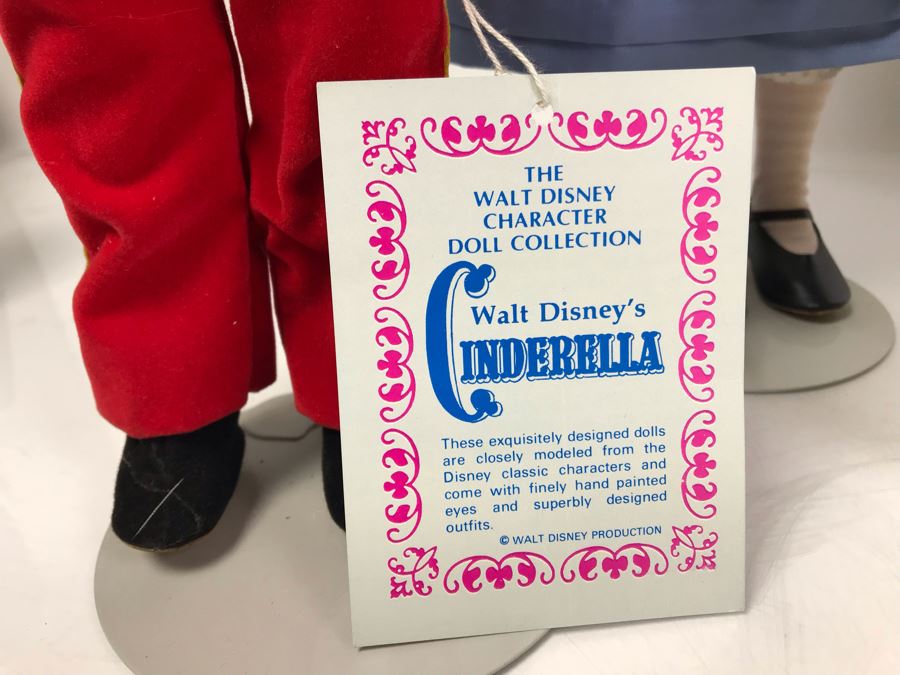 THE
WALT DISNEY
CHARACTER
DOLL COLLECTION
Walt Disney's
CINDERELLA
These exquisitely designed dolls
are closely modeled from the
Disney classic characters and
come with finely hand painted
eyes and superbly designed
outfits.
© WALT DISNEY PRODUCTION